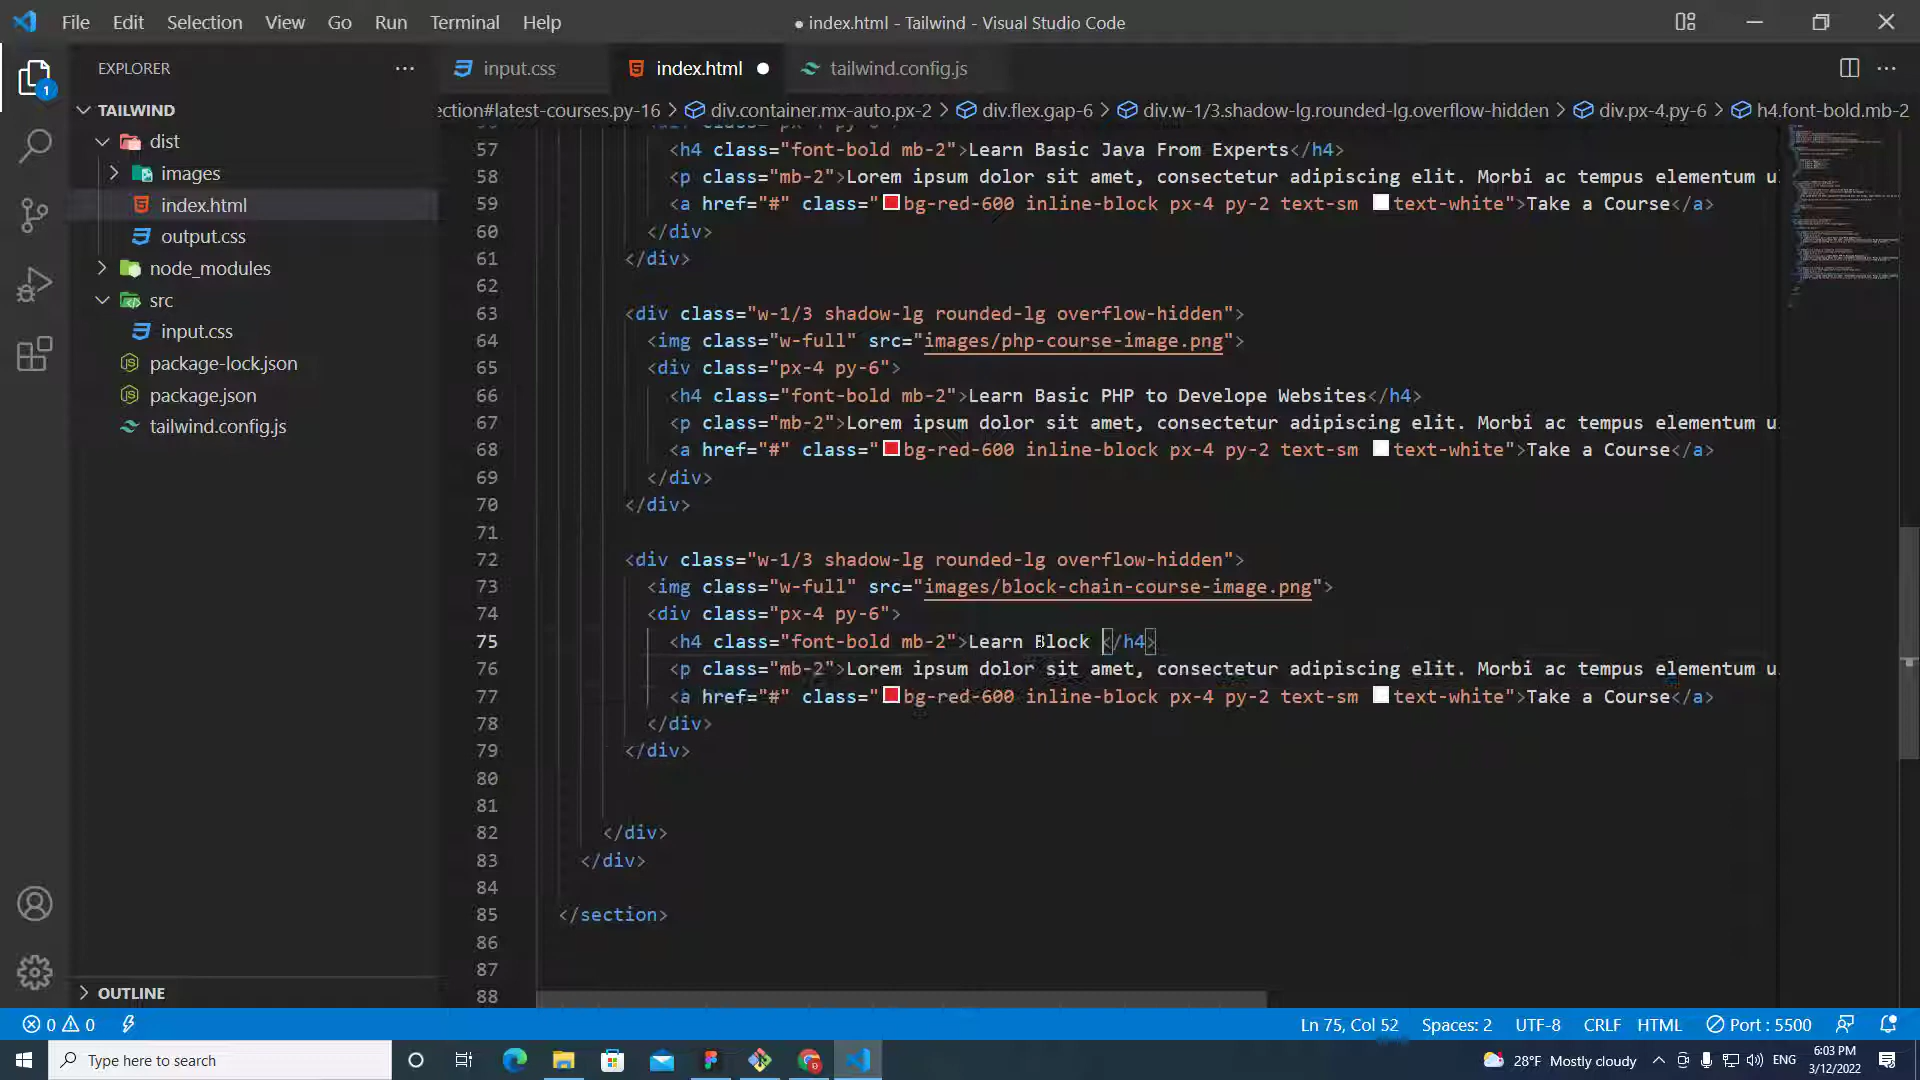 File Edit Selection View Go Run Terminal Help
● index.html - Tailwind - Visual Studio Code
EXPLORER
input.css
index.html
tailwind.config.js
ection#latest-courses.py-16 > div.container.mx-auto.px-2 > div.flex.gap-6 > div.w-1/3.shadow-lg.rounded-lg.overflow-hidden > div.px-4.py-6 > h4.font-bold.mb-2
TAILWIND
dist
images
index.html
output.css
node_modules
src
input.css
package-lock.json
package.json
tailwind.config.js
OUTLINE
57 <h4 class="font-bold mb-2">Learn Basic Java From Experts</h4>
58 <p class="mb-2">Lorem ipsum dolor sit amet, consectetur adipiscing elit. Morbi ac tempus elementum u
59 <a href="#" class="bg-red-600 inline-block px-4 py-2 text-sm text-white">Take a Course</a>
60 </div>
61 </div>
62
63 <div class="w-1/3 shadow-lg rounded-lg overflow-hidden">
64 <img class="w-full" src="images/php-course-image.png">
65 <div class="px-4 py-6">
66 <h4 class="font-bold mb-2">Learn Basic PHP to Develope Websites</h4>
67 <p class="mb-2">Lorem ipsum dolor sit amet, consectetur adipiscing elit. Morbi ac tempus elementum u
68 <a href="#" class="bg-red-600 inline-block px-4 py-2 text-sm text-white">Take a Course</a>
69 </div>
70 </div>
71
72 <div class="w-1/3 shadow-lg rounded-lg overflow-hidden">
73 <img class="w-full" src="images/block-chain-course-image.png">
74 <div class="px-4 py-6">
75 <h4 class="font-bold mb-2">Learn Block </h4>
76 <p class="mb-2">Lorem ipsum dolor sit amet, consectetur adipiscing elit. Morbi ac tempus elementum u
77 <a href="#" class="bg-red-600 inline-block px-4 py-2 text-sm text-white">Take a Course</a>
78 </div>
79 </div>
80
81
82 </div>
83 </div>
84
85 </section>
86
87
88
1
0 0
Ln 75, Col 52 Spaces: 2 UTF-8 CRLF HTML Port : 5500
Type here to search
28°F Mostly cloudy ENG
6:03 PM
3/12/2022